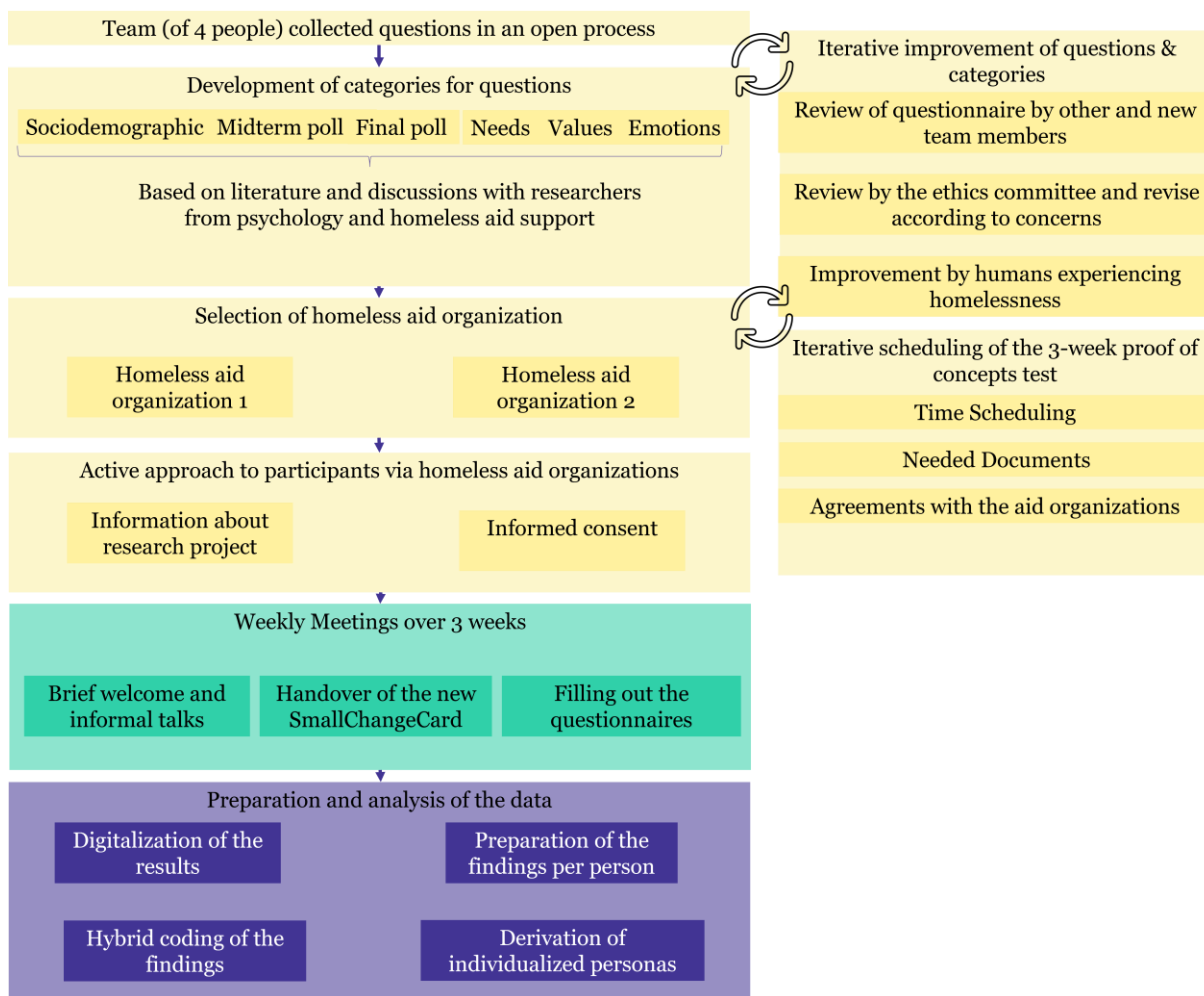 Team (of 4 people) collected questions in an open process
Development of categories for questions
Sociodemographic Midterm poll Final poll Needs Values Emotions
Based on literature and discussions with researchers
from psychology and homeless aid support
Selection of homeless aid organization
Homeless aid
organization 1
Homeless aid
organization 2
Active approach to participants via homeless aid organizations
Information about
research project
Informed consent
Weekly Meetings over 3 weeks
Brief welcome and
informal talks
Handover of the new
SmallChangeCard
Filling out the
questionnaires
Preparation and analysis of the data
Digitalization of the
results
Preparation of the
findings per person
Hybrid coding of the
findings
Derivation of
individualized personas
Iterative improvement of questions &
categories
Review of questionnaire by other and new
team members
Review by the ethics committee and revise
according to concerns
Improvement by humans experiencing
homelessness
Iterative scheduling of the 3-week proof of
concepts test
Time Scheduling
Needed Documents
Agreements with the aid organizations